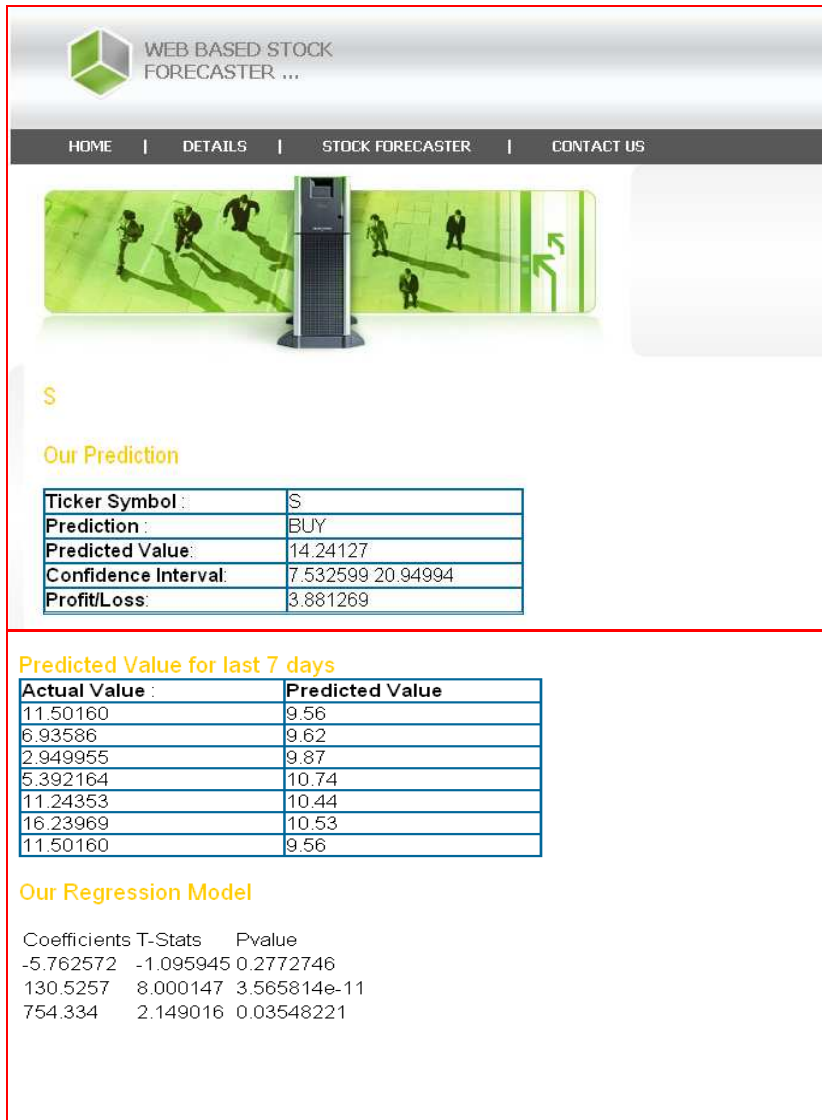 WEB BASED STOCK
FORECASTER ...
HOME | DETAILS | STOCK FORECASTER | CONTACT US
S
Our Prediction
Ticker Symbol : S
Prediction : BUY
Predicted Value: 14.24127
Confidence Interval: 7.532599 20.94994
Profit/Loss: 3.881269
Predicted Value for last 7 days
Actual Value : Predicted Value
11.50160 9.56
6.93586 9.62
2.949955 9.87
5.392164 10.74
11.24353 10.44
16.23969 10.53
11.50160 9.56
Our Regression Model
Coefficients T-Stats Pvalue
-5.762572 -1.095945 0.2772746
130.5257 8.000147 3.565814e-11
754.334 2.149016 0.03548221